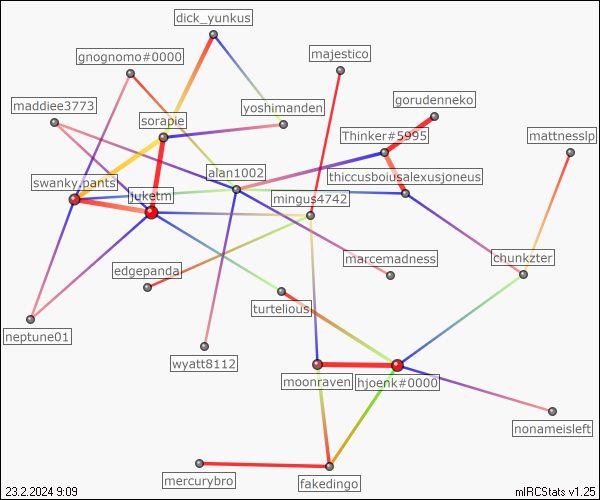 dick_yunkus
gnognomo#0000
majestico
gorudenneko
maddiee3773
yoshimanden
sorapie
Thinker#5995
mattnesslp
alan1002
thiccusboiusalexusjoneus
swanky.pants
juketm
mingus4742
edgepanda
marcemadness
chunkzter
turtelious
neptune01
wyatt8112
moonraven
hjoenk#0000
nonameisleft
mercurybro
fakedingo
23.2.2024 9:09
mIRCStats v1.25